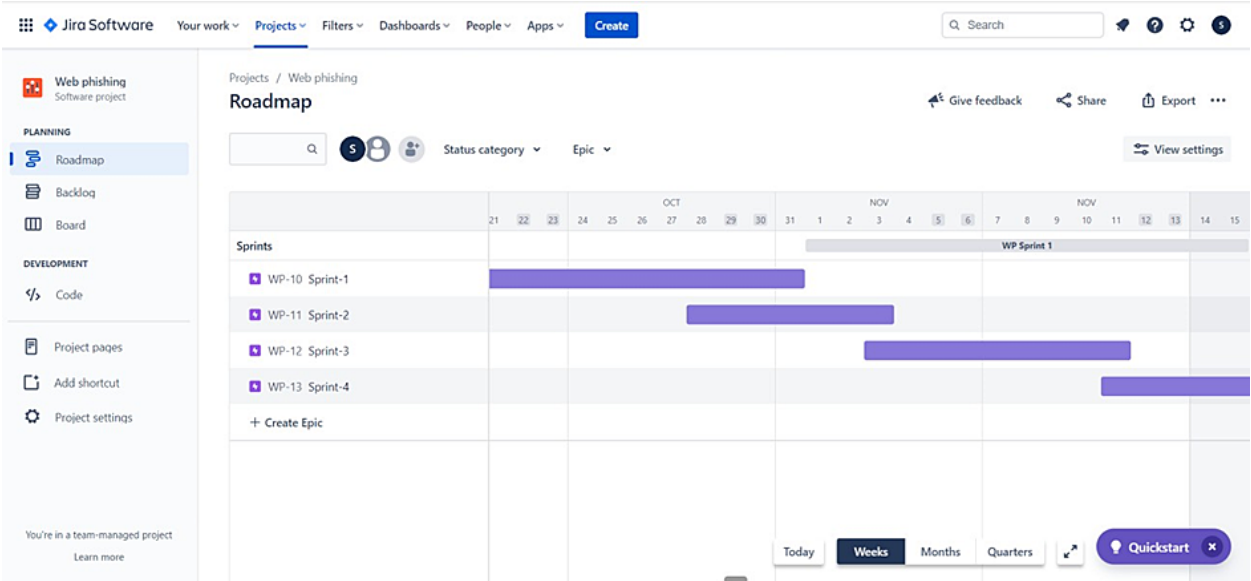 Jira Software Your work Projects Filters Dashboards People Apps Create Search S
Web phishing
Software project
PLANNING
Roadmap
Backlog
Board
DEVELOPMENT
Code
Project pages
Add shortcut
Project settings
You're in a team-managed project
Learn more
Projects / Web phishing
Roadmap
Give feedback Share Export
S Status category Epic View settings
OCT NOV NOV
21 22 23 24 25 26 27 28 29 30 31 1 2 3 4 5 6 7 8 9 10 11 12 13 14 15
Sprints WP Sprint 1
WP-10 Sprint-1
WP-11 Sprint-2
WP-12 Sprint-3
WP-13 Sprint-4
+ Create Epic
Today Weeks Months Quarters Quickstart